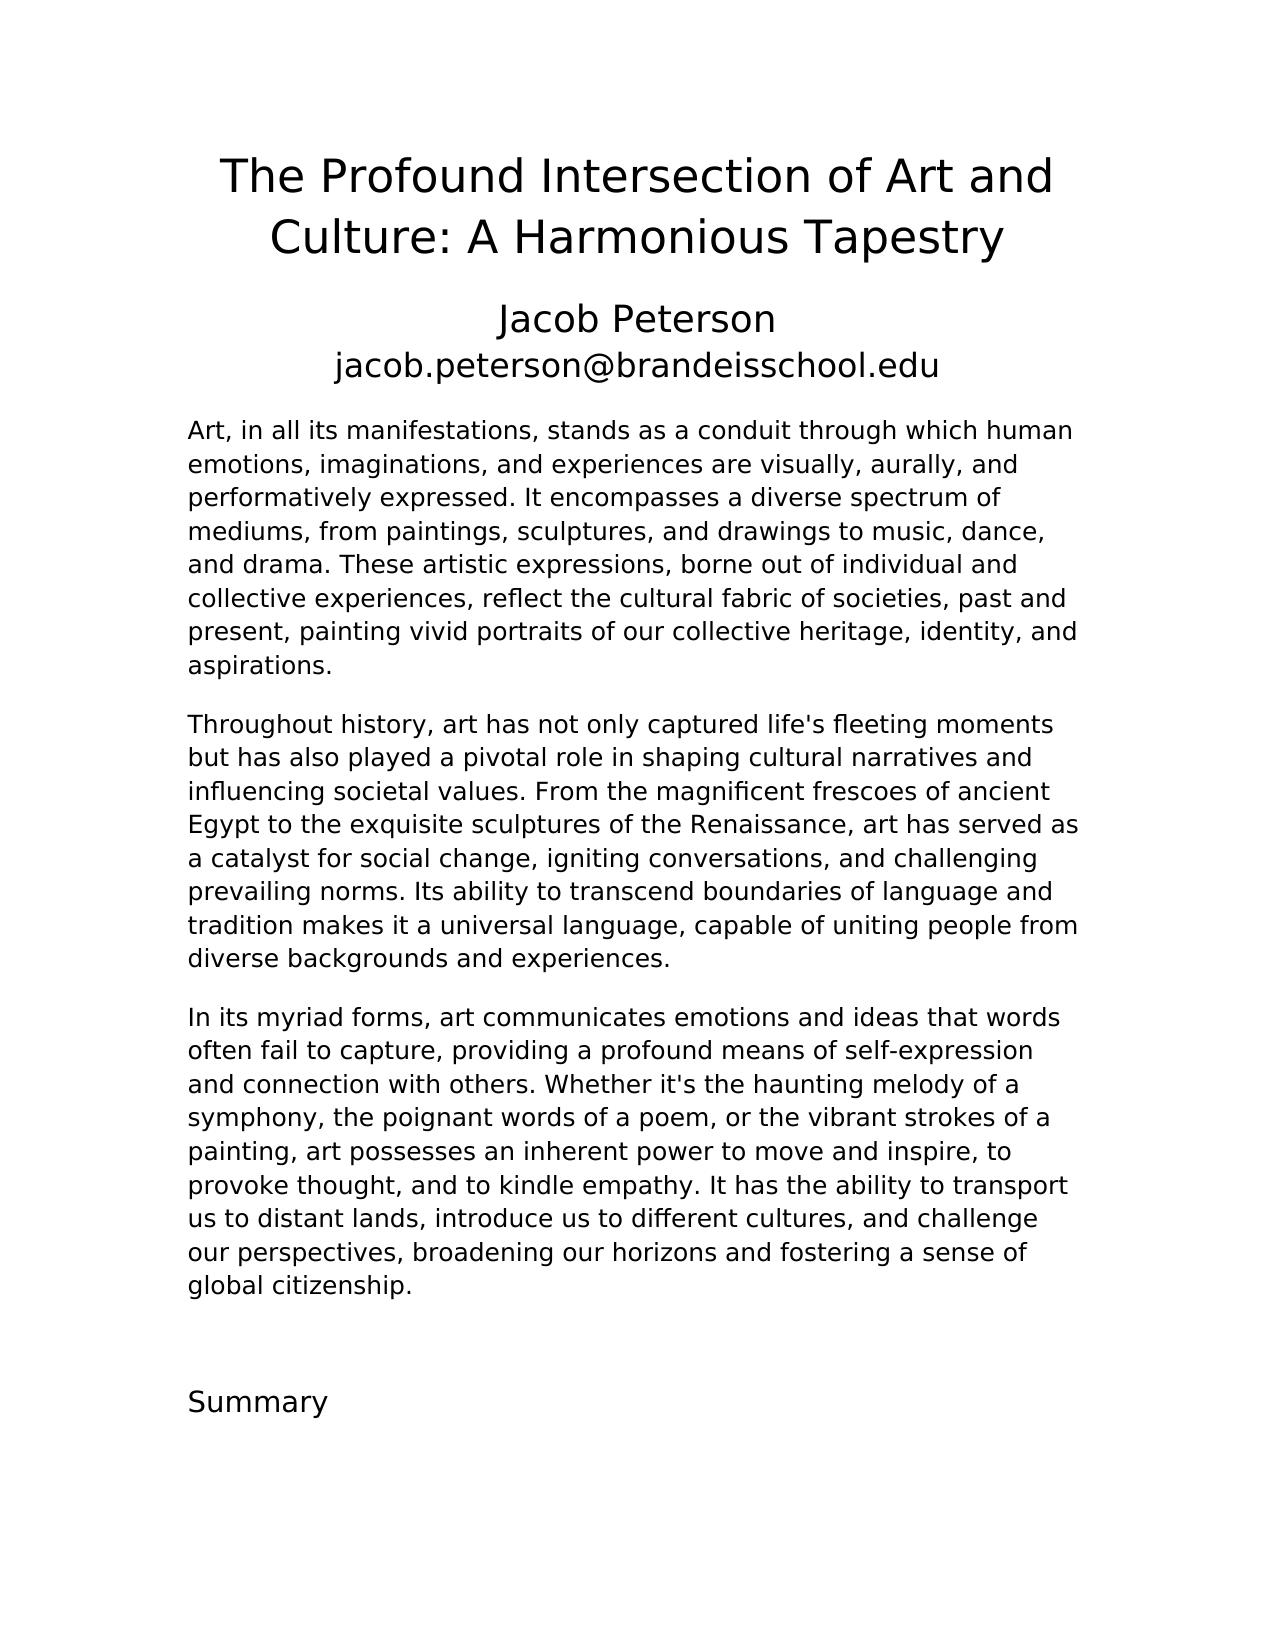 The Profound Intersection of Art and
Culture: A Harmonious Tapestry
Jacob Peterson
jacob.peterson@brandeisschool.edu
Art, in all its manifestations, stands as a conduit through which human
emotions, imaginations, and experiences are visually, aurally, and
performatively expressed. It encompasses a diverse spectrum of
mediums, from paintings, sculptures, and drawings to music, dance,
and drama. These artistic expressions, borne out of individual and
collective experiences, reflect the cultural fabric of societies, past and
present, painting vivid portraits of our collective heritage, identity, and
aspirations.
Throughout history, art has not only captured life's fleeting moments
but has also played a pivotal role in shaping cultural narratives and
influencing societal values. From the magnificent frescoes of ancient
Egypt to the exquisite sculptures of the Renaissance, art has served as
a catalyst for social change, igniting conversations, and challenging
prevailing norms. Its ability to transcend boundaries of language and
tradition makes it a universal language, capable of uniting people from
diverse backgrounds and experiences.
In its myriad forms, art communicates emotions and ideas that words
often fail to capture, providing a profound means of self-expression
and connection with others. Whether it's the haunting melody of a
symphony, the poignant words of a poem, or the vibrant strokes of a
painting, art possesses an inherent power to move and inspire, to
provoke thought, and to kindle empathy. It has the ability to transport
us to distant lands, introduce us to different cultures, and challenge
our perspectives, broadening our horizons and fostering a sense of
global citizenship.
Summary